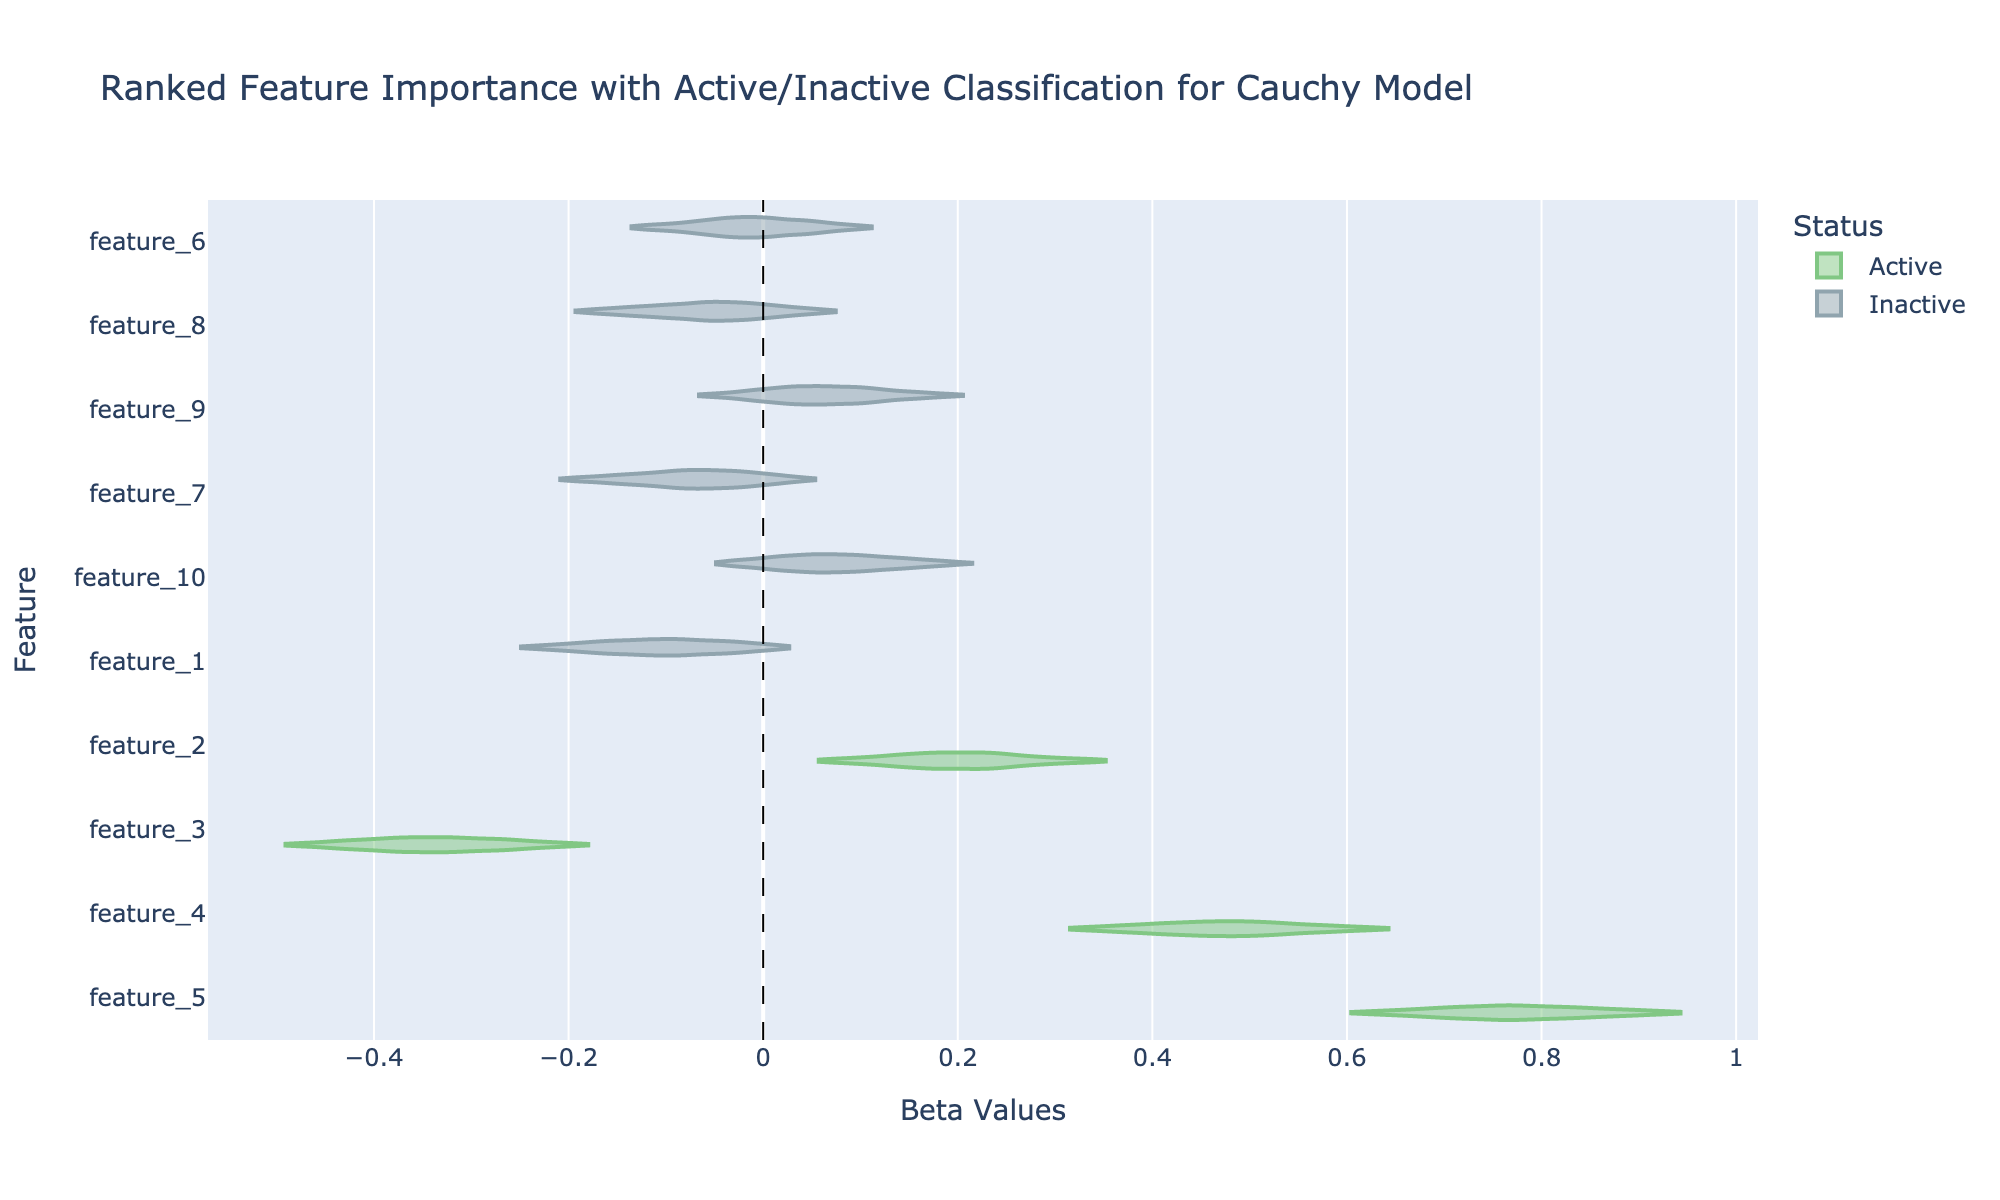 Ranked Feature Importance with Active/Inactive Classification for Cauchy Model
Status
Active
Inactive
Feature
feature_6
feature_8
feature_9
feature_7
feature_10
feature_1
feature_2
feature_3
feature_4
feature_5
−0.4 −0.2 0 0.2 0.4 0.6 0.8 1
Beta Values